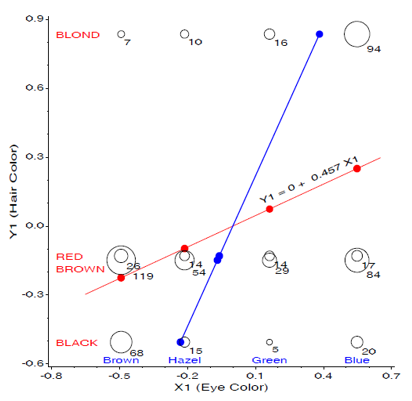 0.9
BLOND
7
10
16
94
0.6
0.3
Y1 = 0 + 0.457 X1
Y1 (Hair Color)
0.0
RED
26
14
14
17
BROWN
119
54
29
84
-0.3
BLACK
68
15
5
20
Brown
Hazel
Green
Blue
-0.6
-0.8
-0.5
-0.2
0.1
0.4
0.7
X1 (Eye Color)